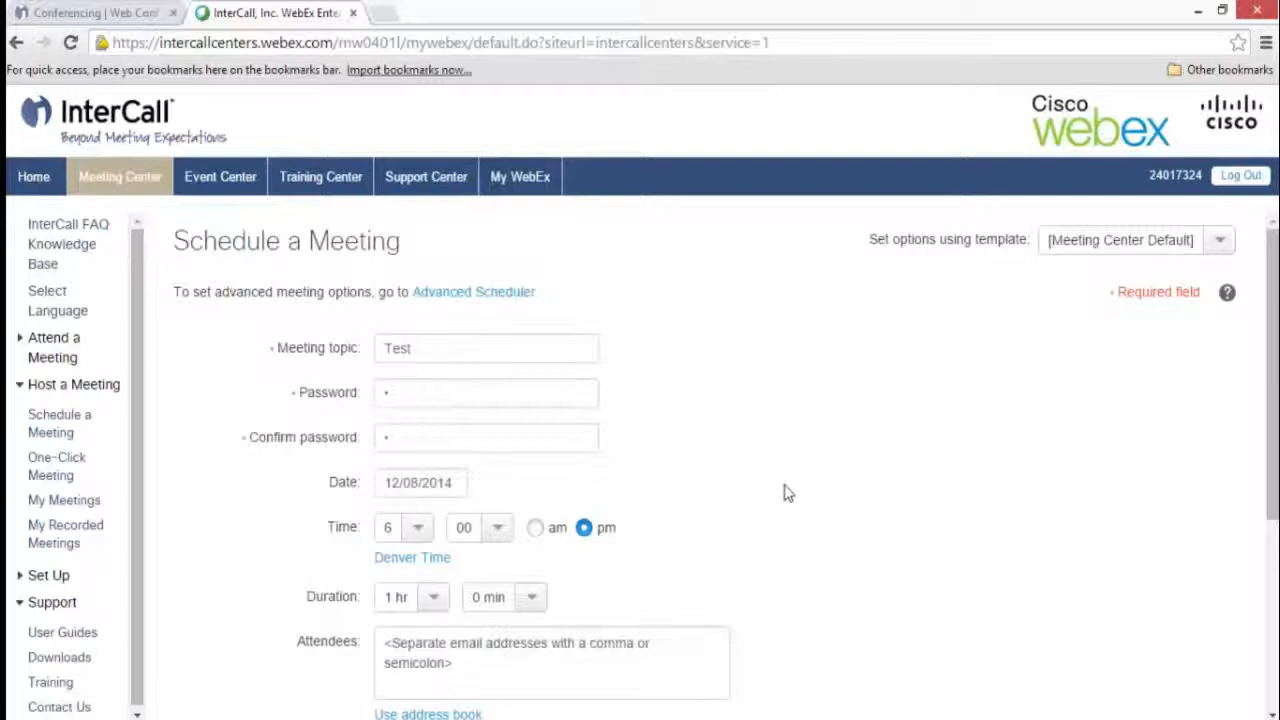 Conferencing | Web Conf
InterCall, Inc. WebEx Ente
https://intercallcenters.webex.com/mw0401l/mywebex/default.do?siteurl=intercallcenters&service=1
For quick access, place your bookmarks here on the bookmarks bar. Import bookmarks now...
Other bookmarks
InterCall
Beyond Meeting Expectations
Cisco
webex
CISCO
Home
Meeting Center
Event Center
Training Center
Support Center
My WebEx
24017324
Log Out
InterCall FAQ
Knowledge
Base
Select
Language
Attend a
Meeting
Host a Meeting
Schedule a
Meeting
One-Click
Meeting
My Meetings
My Recorded
Meetings
Set Up
Support
User Guides
Downloads
Training
Contact Us
Schedule a Meeting
Set options using template: [Meeting Center Default]
To set advanced meeting options, go to Advanced Scheduler
Required field
?
Meeting topic: Test
Password: •
Confirm password: •
Date: 12/08/2014
Time: 6 00 am pm
Denver Time
Duration: 1 hr 0 min
Attendees: <Separate email addresses with a comma or
semicolon>
Use address book